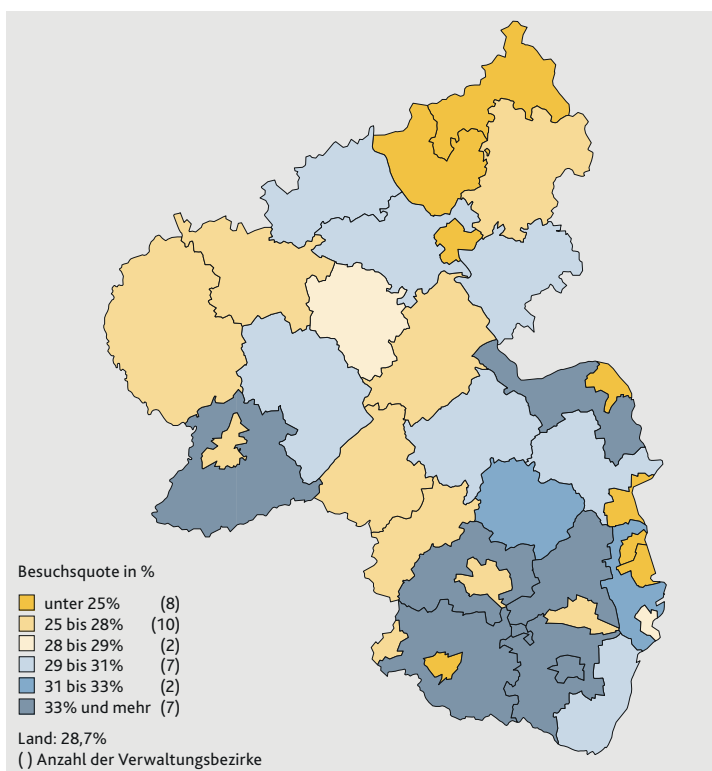 Besuchsquote in %
unter 25% (8)
25 bis 28% (10)
28 bis 29% (2)
29 bis 31% (7)
31 bis 33% (2)
33% und mehr (7)
Land: 28,7%
( ) Anzahl der Verwaltungsbezirke